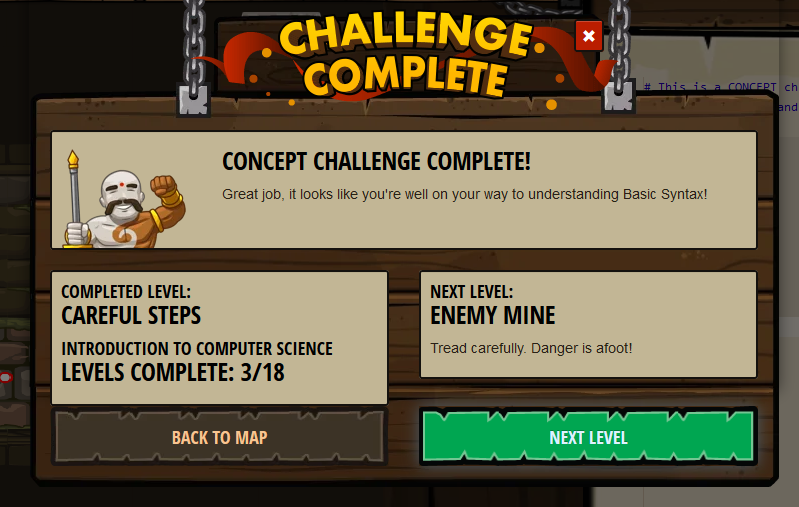 CHALLENGE
COMPLETE
# This is a CONCEPT ch
and
CONCEPT CHALLENGE COMPLETE!
Great job, it looks like you're well on your way to understanding Basic Syntax!
COMPLETED LEVEL:
CAREFUL STEPS
INTRODUCTION TO COMPUTER SCIENCE
LEVELS COMPLETE: 3/18
NEXT LEVEL:
ENEMY MINE
Tread carefully. Danger is afoot!
BACK TO MAP
NEXT LEVEL